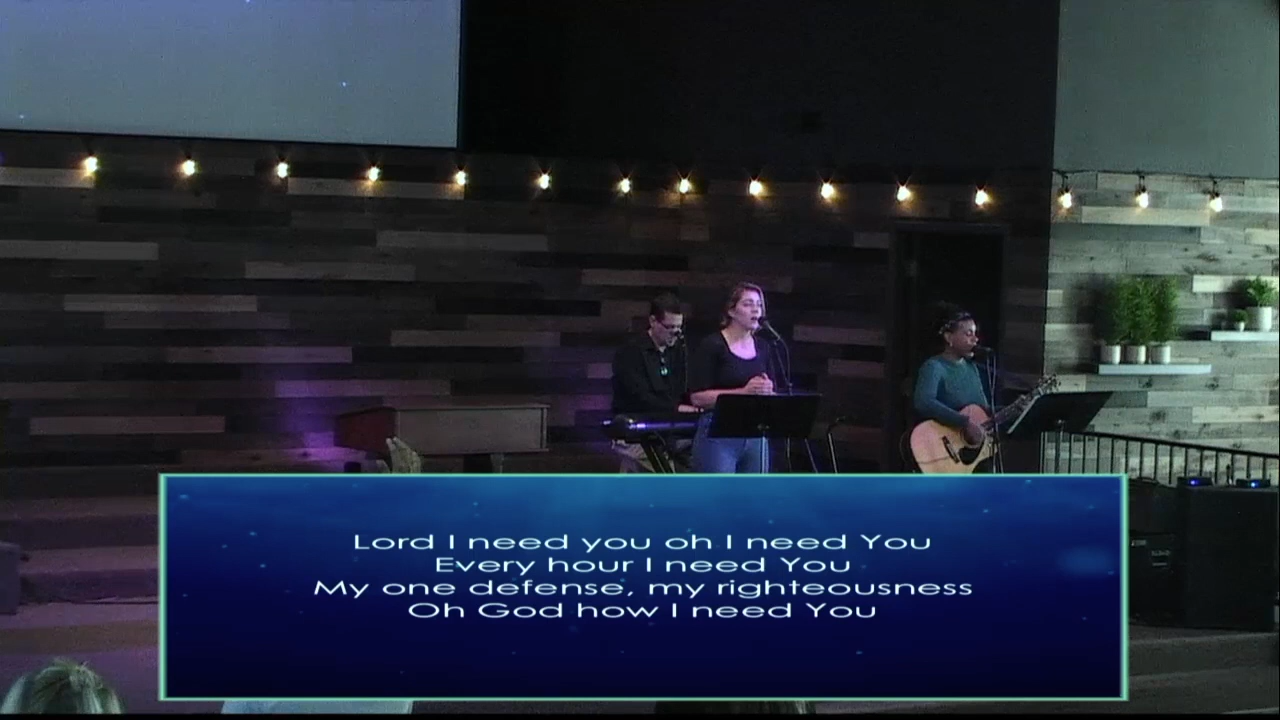 Lord I need you oh I need You
Every hour I need You
My one defense, my righteousness
Oh God how I need You